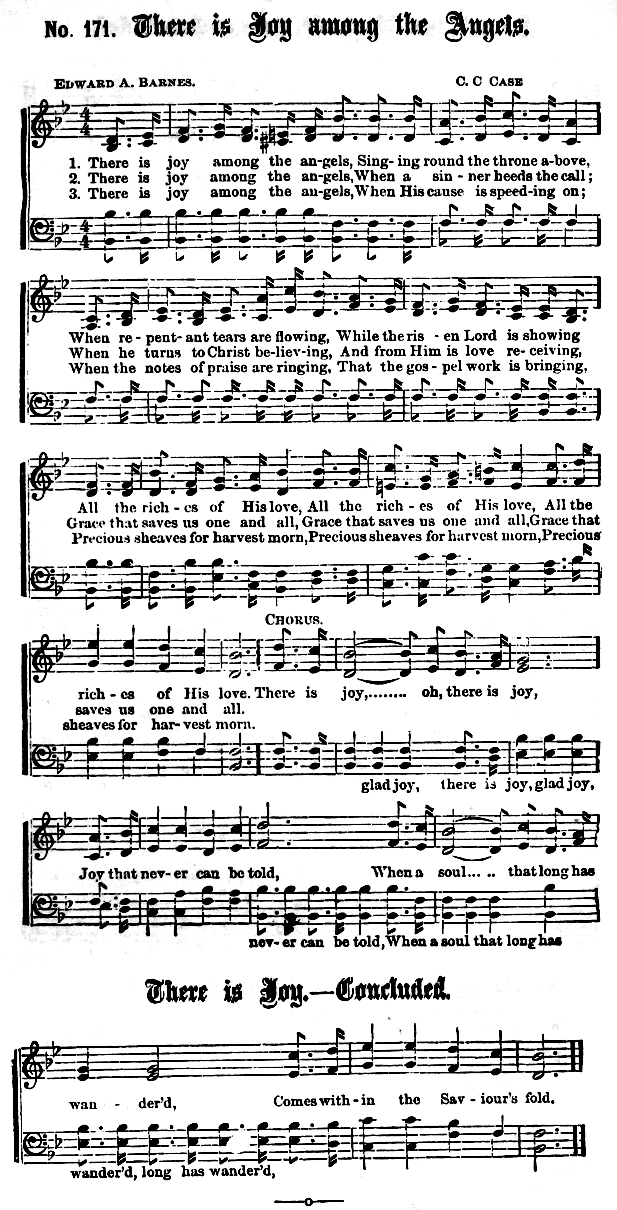 No. 171. There is Joy among the Angels.
EDWARD A. BARNES. C. C CASE
1. There is joy among the an-gels, Sing-ing round the throne a-bove,
2. There is joy among the an-gels, When a sin-ner heeds the call;
3. There is joy among the an-gels, When His cause is speed-ing on;
When re-pent-ant tears are flowing, While the ris-en Lord is showing
When he turns to Christ be-liev-ing, And from Him is love re-ceiving,
When the notes of praise are ringing, That the gos-pel work is bringing,
All the rich-es of His love, All the rich-es of His love, All the
Grace that saves us one and all, Grace that saves us one and all, Grace that
Precious sheaves for harvest morn, Precious sheaves for harvest morn, Precious
CHORUS.
rich-es of His love. There is joy,........ oh, there is joy,
saves us one and all.
sheaves for har-vest morn.
glad joy, there is joy, glad joy,
Joy that nev-er can be told, When a soul..... that long has
nev-er can be told, When a soul that long has
There is Joy.—Concluded.
wan-der'd, Comes with-in the Sav-iour's fold.
wander'd, long has wander'd,